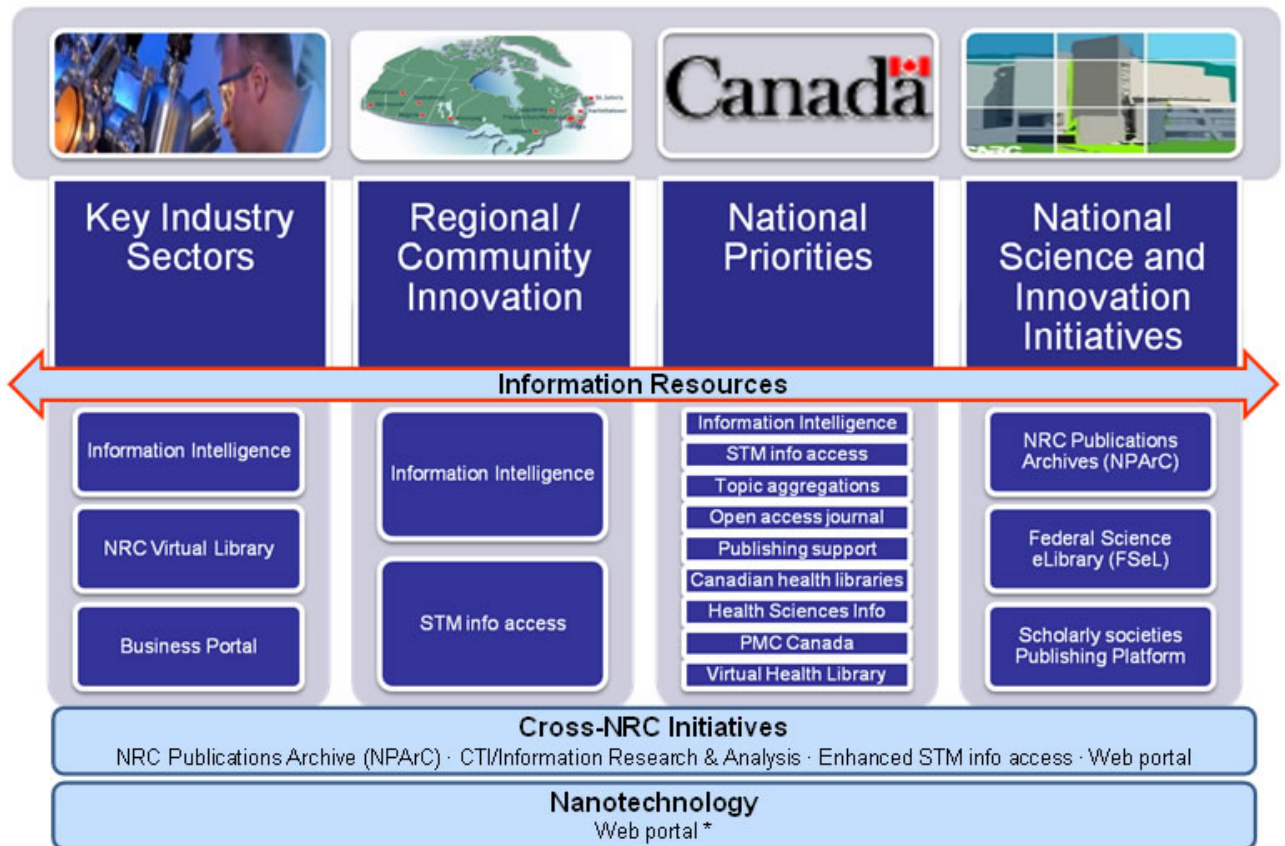 Canada
St. John's
Charlottetown
Key Industry
Sectors
Regional /
Community
Innovation
National
Priorities
National
Science and
Innovation
Initiatives
Information Resources
Information Intelligence
NRC Virtual Library
Business Portal
Information Intelligence
STM info access
Information Intelligence
STM info access
Topic aggregations
Open access journal
Publishing support
Canadian health libraries
Health Sciences Info
PMC Canada
Virtual Health Library
NRC Publications
Archives (NPArC)
Federal Science
eLibrary (FSeL)
Scholarly societies
Publishing Platform
Cross-NRC Initiatives
NRC Publications Archive (NPArC) · CTI/Information Research & Analysis · Enhanced STM info access · Web portal
Nanotechnology
Web portal *